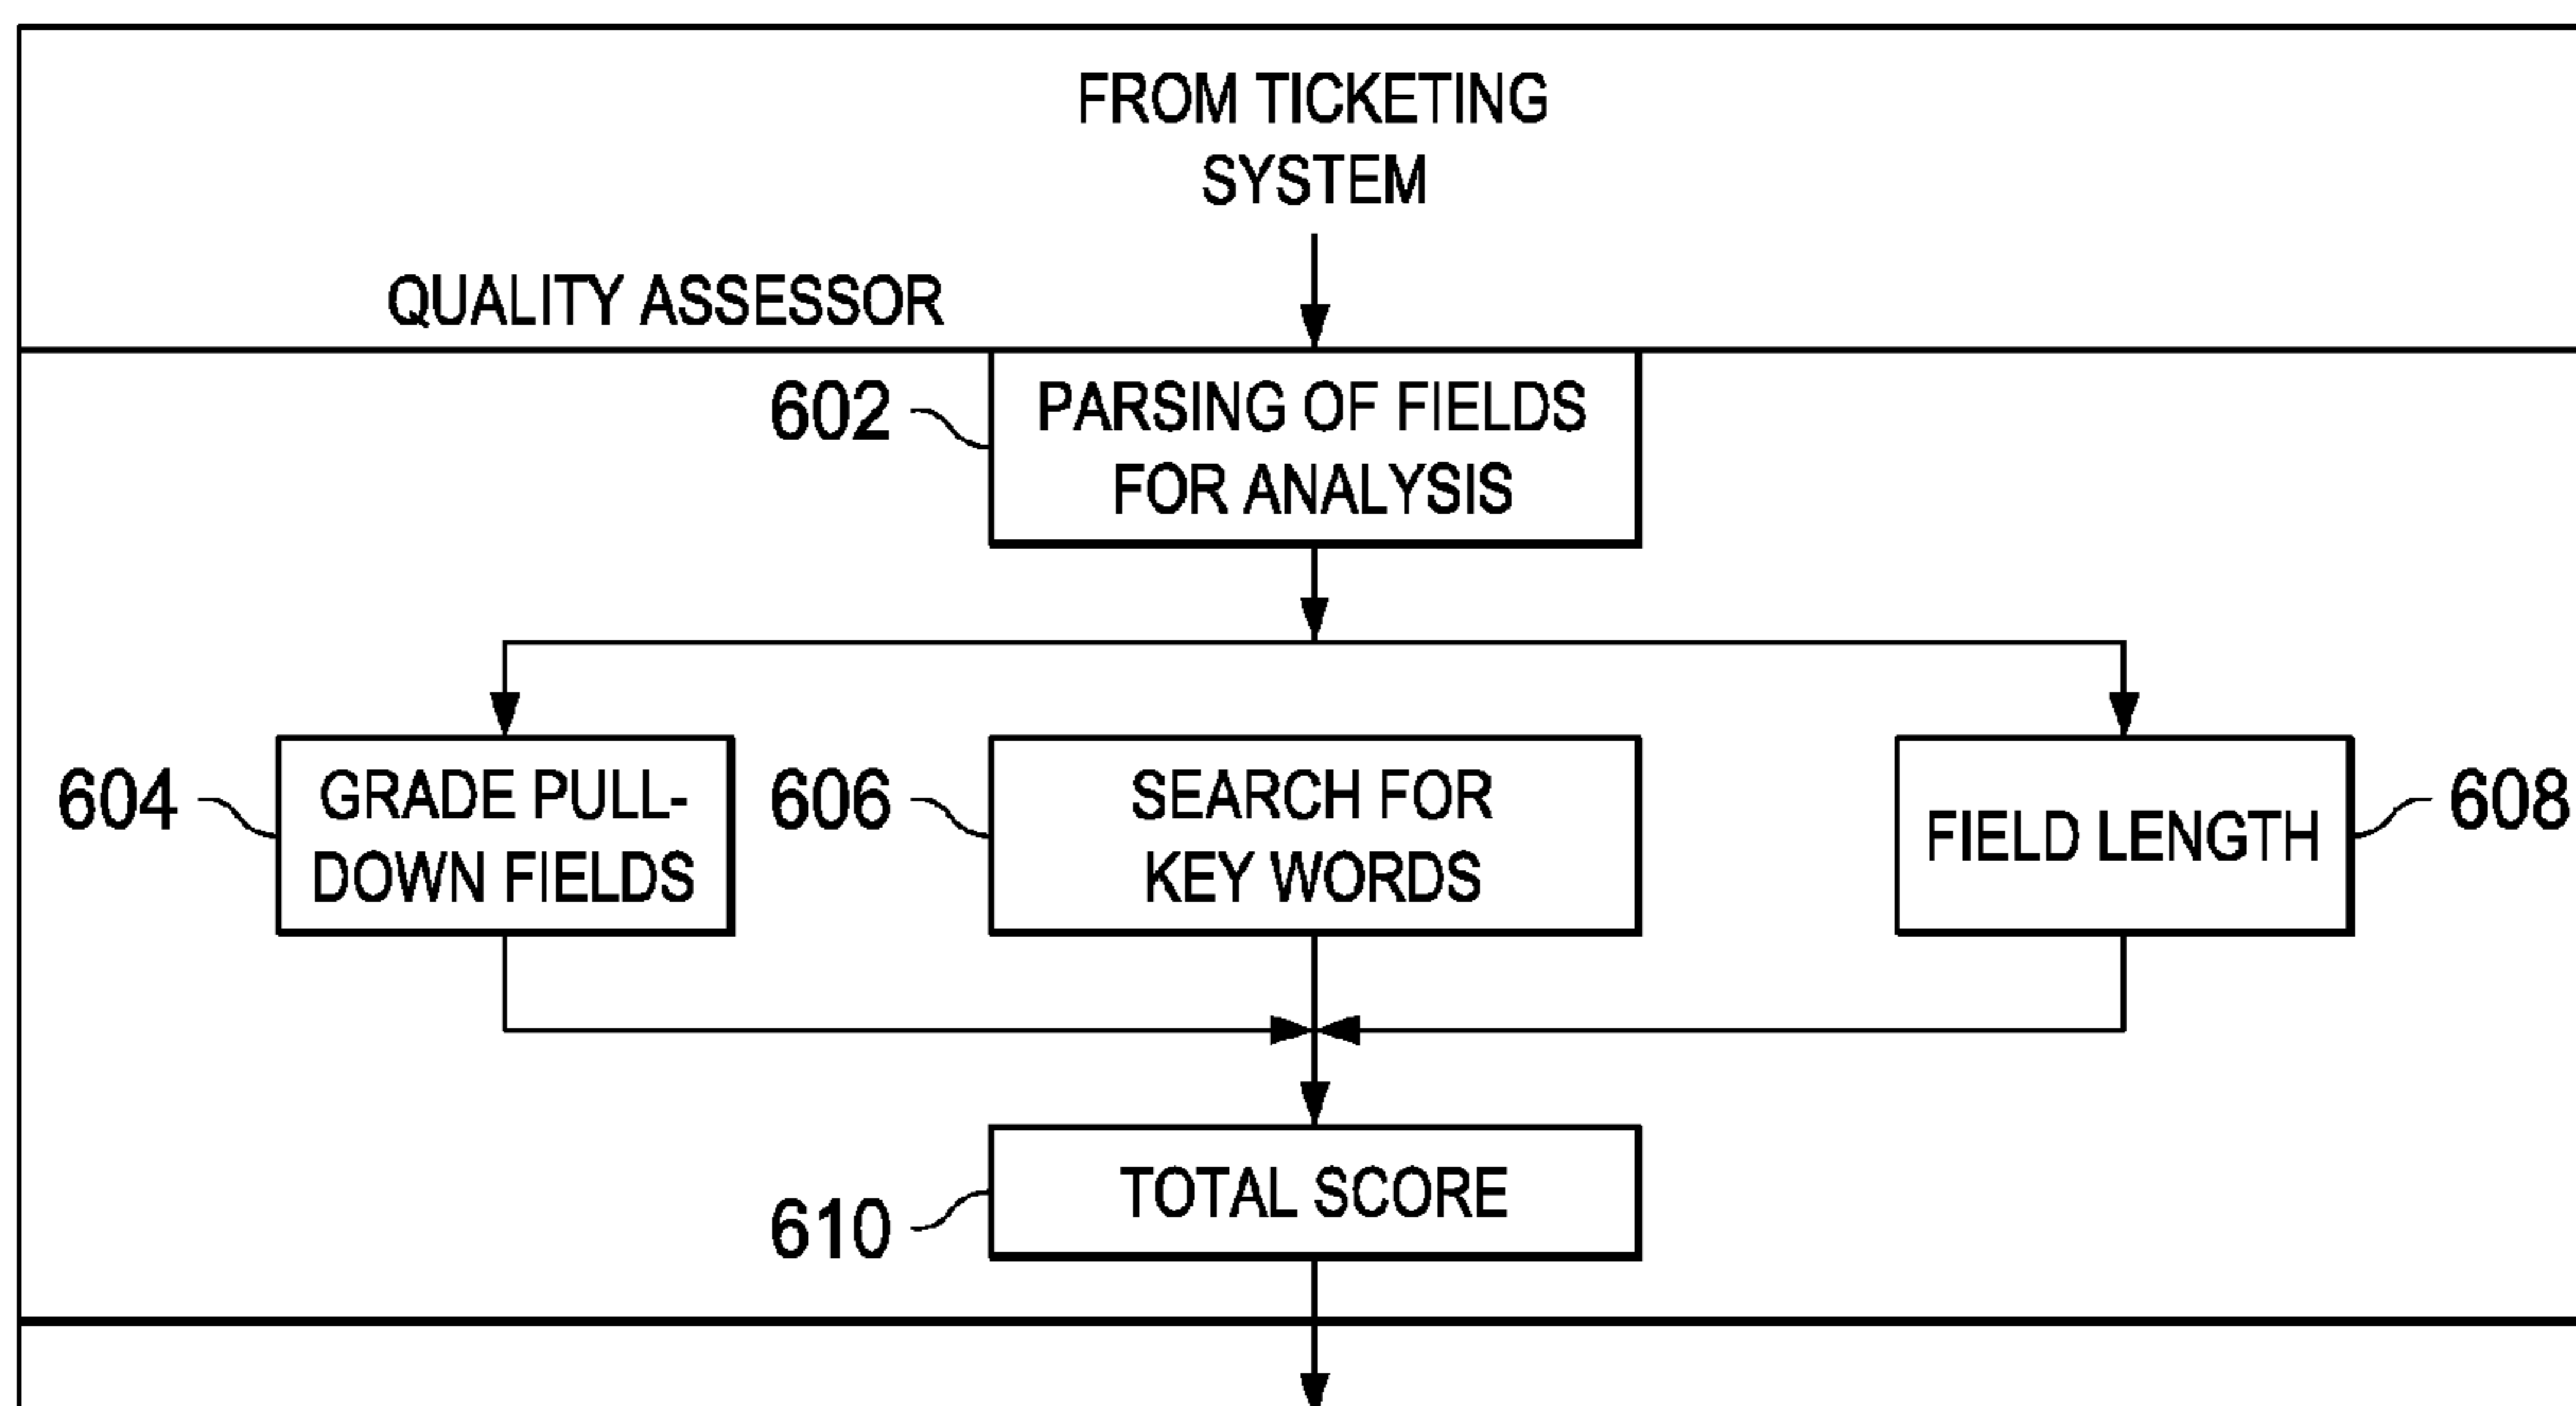 FROM TICKETING
SYSTEM
QUALITY ASSESSOR
602
PARSING OF FIELDS
FOR ANALYSIS
604
GRADE PULL-
DOWN FIELDS
606
SEARCH FOR
KEY WORDS
FIELD LENGTH
608
TOTAL SCORE
610